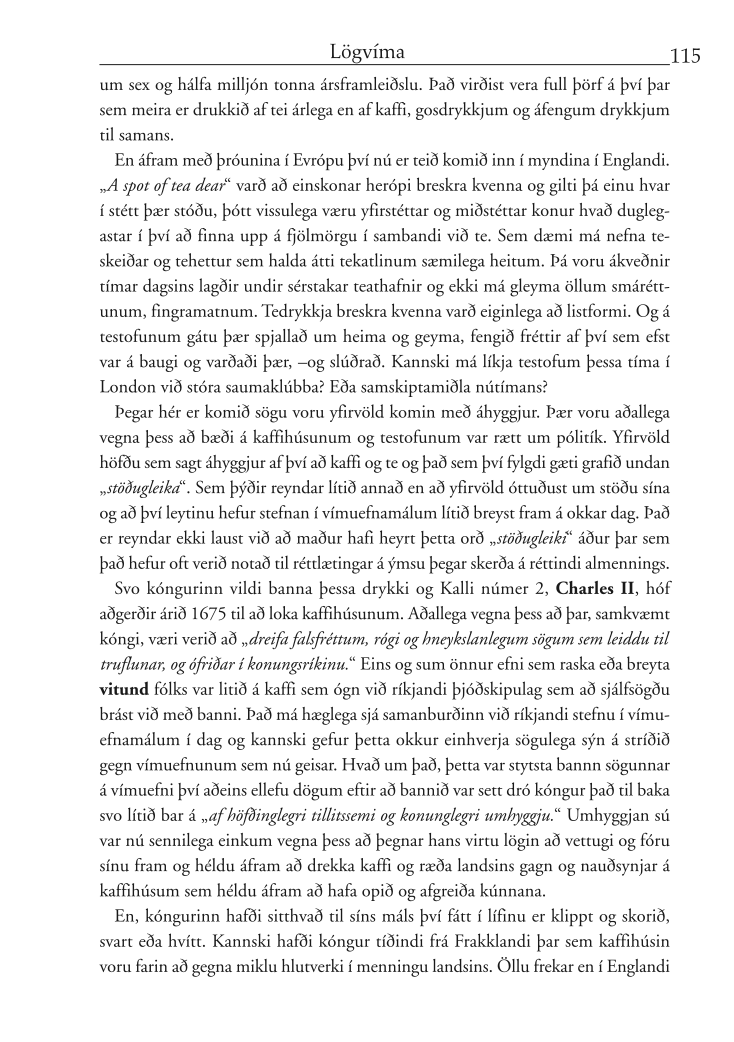 Lögvíma
115
um sex og hálfa milljón tonna ársframleiðslu. Það virðist vera full þörf á því þar
sem meira er drukkið af tei árlega en af kaffi, gosdrykkjum og áfengum drykkjum
til samans.
En áfram með þróunina í Evrópu því nú er teið komið inn í myndina í Englandi.
„A spot of tea dear“ varð að einskonar herópi breskra kvenna og gilti þá einu hvar
í stétt þær stóðu, þótt vissulega væru yfirstéttar og miðstéttar konur hvað dugleg-
astar í því að finna upp á fjölmörgu í sambandi við te. Sem dæmi má nefna te-
skeiðar og tehettur sem halda átti tekatlinum sæmilega heitum. Þá voru ákveðnir
tímar dagsins lagðir undir sérstakar teathafnir og ekki má gleyma öllum smárétt-
unum, fingramatnum. Tedrykkja breskra kvenna varð eiginlega að listformi. Og á
testofunum gátu þær spjallað um heima og geyma, fengið fréttir af því sem efst
var á baugi og varðaði þær, –og slúðrað. Kannski má líkja testofum þessa tíma í
London við stóra saumaklúbba? Eða samskiptamiðla nútímans?
Þegar hér er komið sögu voru yfirvöld komin með áhyggjur. Þær voru aðallega
vegna þess að bæði á kaffihúsunum og testofunum var rætt um pólitík. Yfirvöld
höfðu sem sagt áhyggjur af því að kaffi og te og það sem því fylgdi gæti grafið undan
„stöðugleika“. Sem þýðir reyndar lítið annað en að yfirvöld óttuðust um stöðu sína
og að því leytinu hefur stefnan í vímuefnamálum lítið breyst fram á okkar dag. Það
er reyndar ekki laust við að maður hafi heyrt þetta orð „stöðugleiki“ áður þar sem
það hefur oft verið notað til réttlætingar á ýmsu þegar skerða á réttindi almennings.
Svo kóngurinn vildi banna þessa drykki og Kalli númer 2, Charles II, hóf
aðgerðir árið 1675 til að loka kaffihúsunum. Aðallega vegna þess að þar, samkvæmt
kóngi, væri verið að „dreifa falsfréttum, rógi og hneykslanlegum sögum sem leiddu til
truflunar, og ófriðar í konungsríkinu.“ Eins og sum önnur efni sem raska eða breyta
vitund fólks var litið á kaffi sem ógn við ríkjandi þjóðskipulag sem að sjálfsögðu
brást við með banni. Það má hæglega sjá samanburðinn við ríkjandi stefnu í vímu-
efnamálum í dag og kannski gefur þetta okkur einhverja sögulega sýn á stríðið
gegn vímuefnunum sem nú geisar. Hvað um það, þetta var stytsta bannn sögunnar
á vímuefni því aðeins ellefu dögum eftir að bannið var sett dró kóngur það til baka
svo lítið bar á „af höfðinglegri tillitssemi og konunglegri umhyggju.“ Umhyggjan sú
var nú sennilega einkum vegna þess að þegnar hans virtu lögin að vettugi og fóru
sínu fram og héldu áfram að drekka kaffi og ræða landsins gagn og nauðsynjar á
kaffihúsum sem héldu áfram að hafa opið og afgreiða kúnnana.
En, kóngurinn hafði sitthvað til síns máls því fátt í lífinu er klippt og skorið,
svart eða hvítt. Kannski hafði kóngur tíðindi frá Frakklandi þar sem kaffihúsin
voru farin að gegna miklu hlutverki í menningu landsins. Öllu frekar en í Englandi